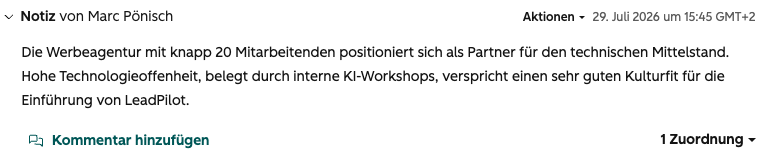 Notiz von Marc Pönisch Aktionen 29. Juli 2026 um 15:45 GMT+2
Die Werbeagentur mit knapp 20 Mitarbeitenden positioniert sich als Partner für den technischen Mittelstand.
Hohe Technologieoffenheit, belegt durch interne KI-Workshops, verspricht einen sehr guten Kulturfit für die
Einführung von LeadPilot.
Kommentar hinzufügen 1 Zuordnung